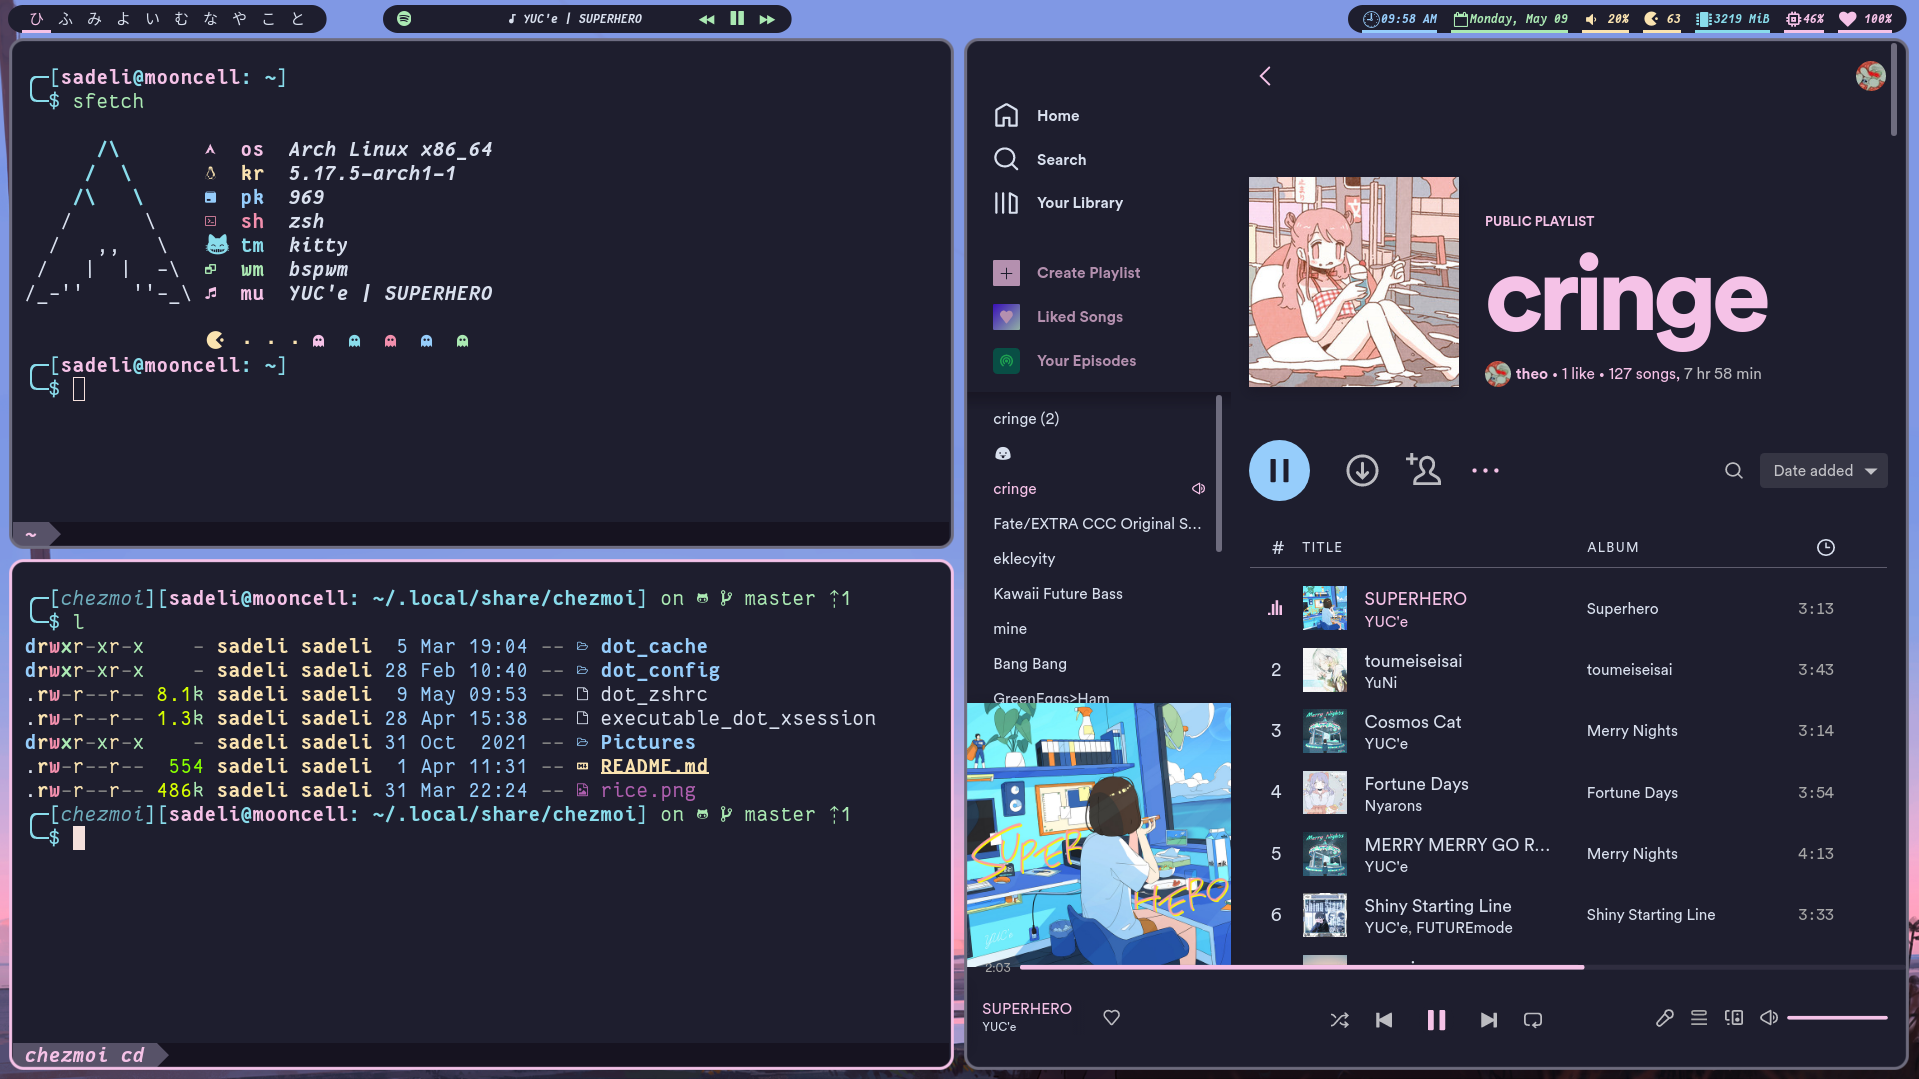 ひ ふ み よ い む な や こ と
YUC'e | SUPERHERO
09:58 AM
Monday, May 09
20%
63
3219 MiB
46%
100%
[sadeli@mooncell: ~]
$ sfetch
os Arch Linux x86_64
kr 5.17.5-arch1-1
pk 969
sh zsh
tm kitty
wm bspwm
mu YUC'e | SUPERHERO
[sadeli@mooncell: ~]
$
~
[chezmoi][sadeli@mooncell: ~/.local/share/chezmoi] on master ⇡1
$ l
drwxr-xr-x - sadeli sadeli 5 Mar 19:04 -- dot_cache
drwxr-xr-x - sadeli sadeli 28 Feb 10:40 -- dot_config
.rw-r--r-- 8.1k sadeli sadeli 9 May 09:53 -- dot_zshrc
.rw-r--r-- 1.3k sadeli sadeli 28 Apr 15:38 -- executable_dot_xsession
drwxr-xr-x - sadeli sadeli 31 Oct 2021 -- Pictures
.rw-r--r-- 554 sadeli sadeli 1 Apr 11:31 -- README.md
.rw-r--r-- 486k sadeli sadeli 31 Mar 22:24 -- rice.png
[chezmoi][sadeli@mooncell: ~/.local/share/chezmoi] on master ⇡1
$
chezmoi cd
Home
Search
Your Library
Create Playlist
Liked Songs
Your Episodes
cringe (2)
cringe
Fate/EXTRA CCC Original S...
eklecyity
Kawaii Future Bass
mine
Bang Bang
GreenEggs>Ham
SUPER
HERO
YUC'e
PUBLIC PLAYLIST
cringe
theo • 1 like • 127 songs, 7 hr 58 min
Date added
# TITLE ALBUM
SUPERHERO
YUC'e
Superhero
3:13
2
toumeiseisai
YuNi
toumeiseisai
3:43
3
Cosmos Cat
YUC'e
Merry Nights
3:14
4
Fortune Days
Nyarons
Fortune Days
3:54
5
MERRY MERRY GO R...
YUC'e
Merry Nights
4:13
6
Shiny Starting Line
YUC'e, FUTUREmode
Shiny Starting Line
3:33
2:03
SUPERHERO
YUC'e